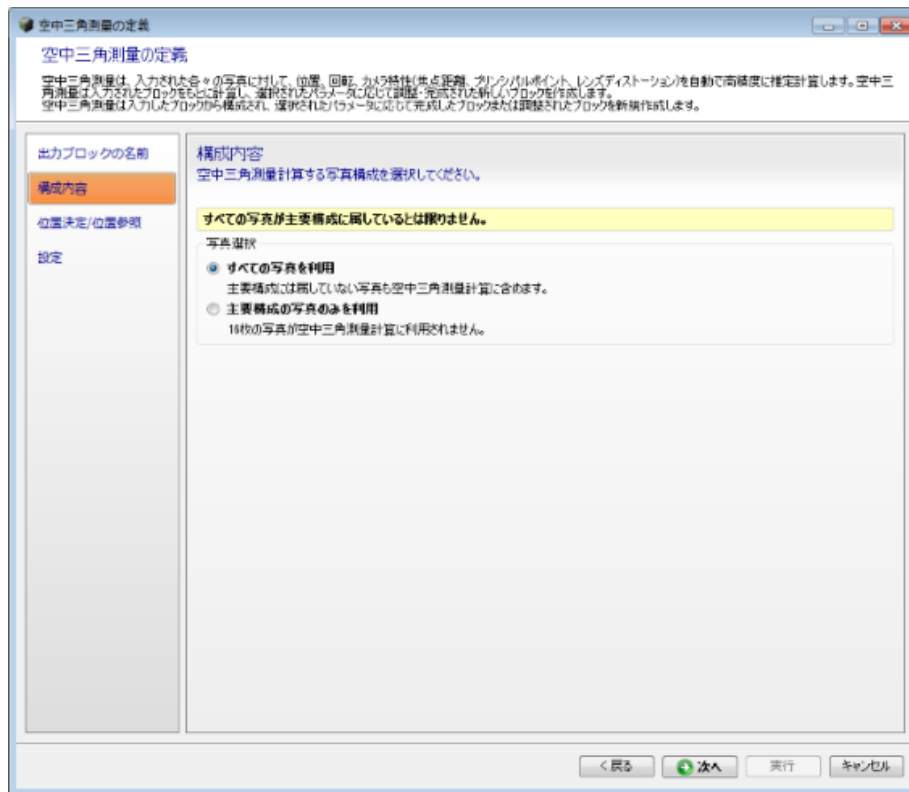 空中三角測量の定義
空中三角測量の定義
空中三角測量は、入力された各々の写真に対して、位置、回転、カメラ特性(焦点距離、プリンシパルポイント、レンズディストーション)を自動で高精度に推定計算します。空中三
角測量は入力されたブロックをもとに計算し、選択されたパラメータに応じて調整・完成された新しいブロックを作成します。
空中三角測量は入力したブロックから構成され、選択されたパラメータに応じて完成したブロックまたは調整されたブロックを新規作成します。
出力ブロックの名前
構成内容
位置決定/位置参照
設定
構成内容
空中三角測量計算する写真構成を選択してください。
すべての写真が主要構成に属しているとは限りません。
写真選択
すべての写真を利用
主要構成には属していない写真も空中三角測量計算に含めます。
主要構成の写真のみを利用
16枚の写真が空中三角測量計算に利用されません。
< 戻る
次へ
実行
キャンセル